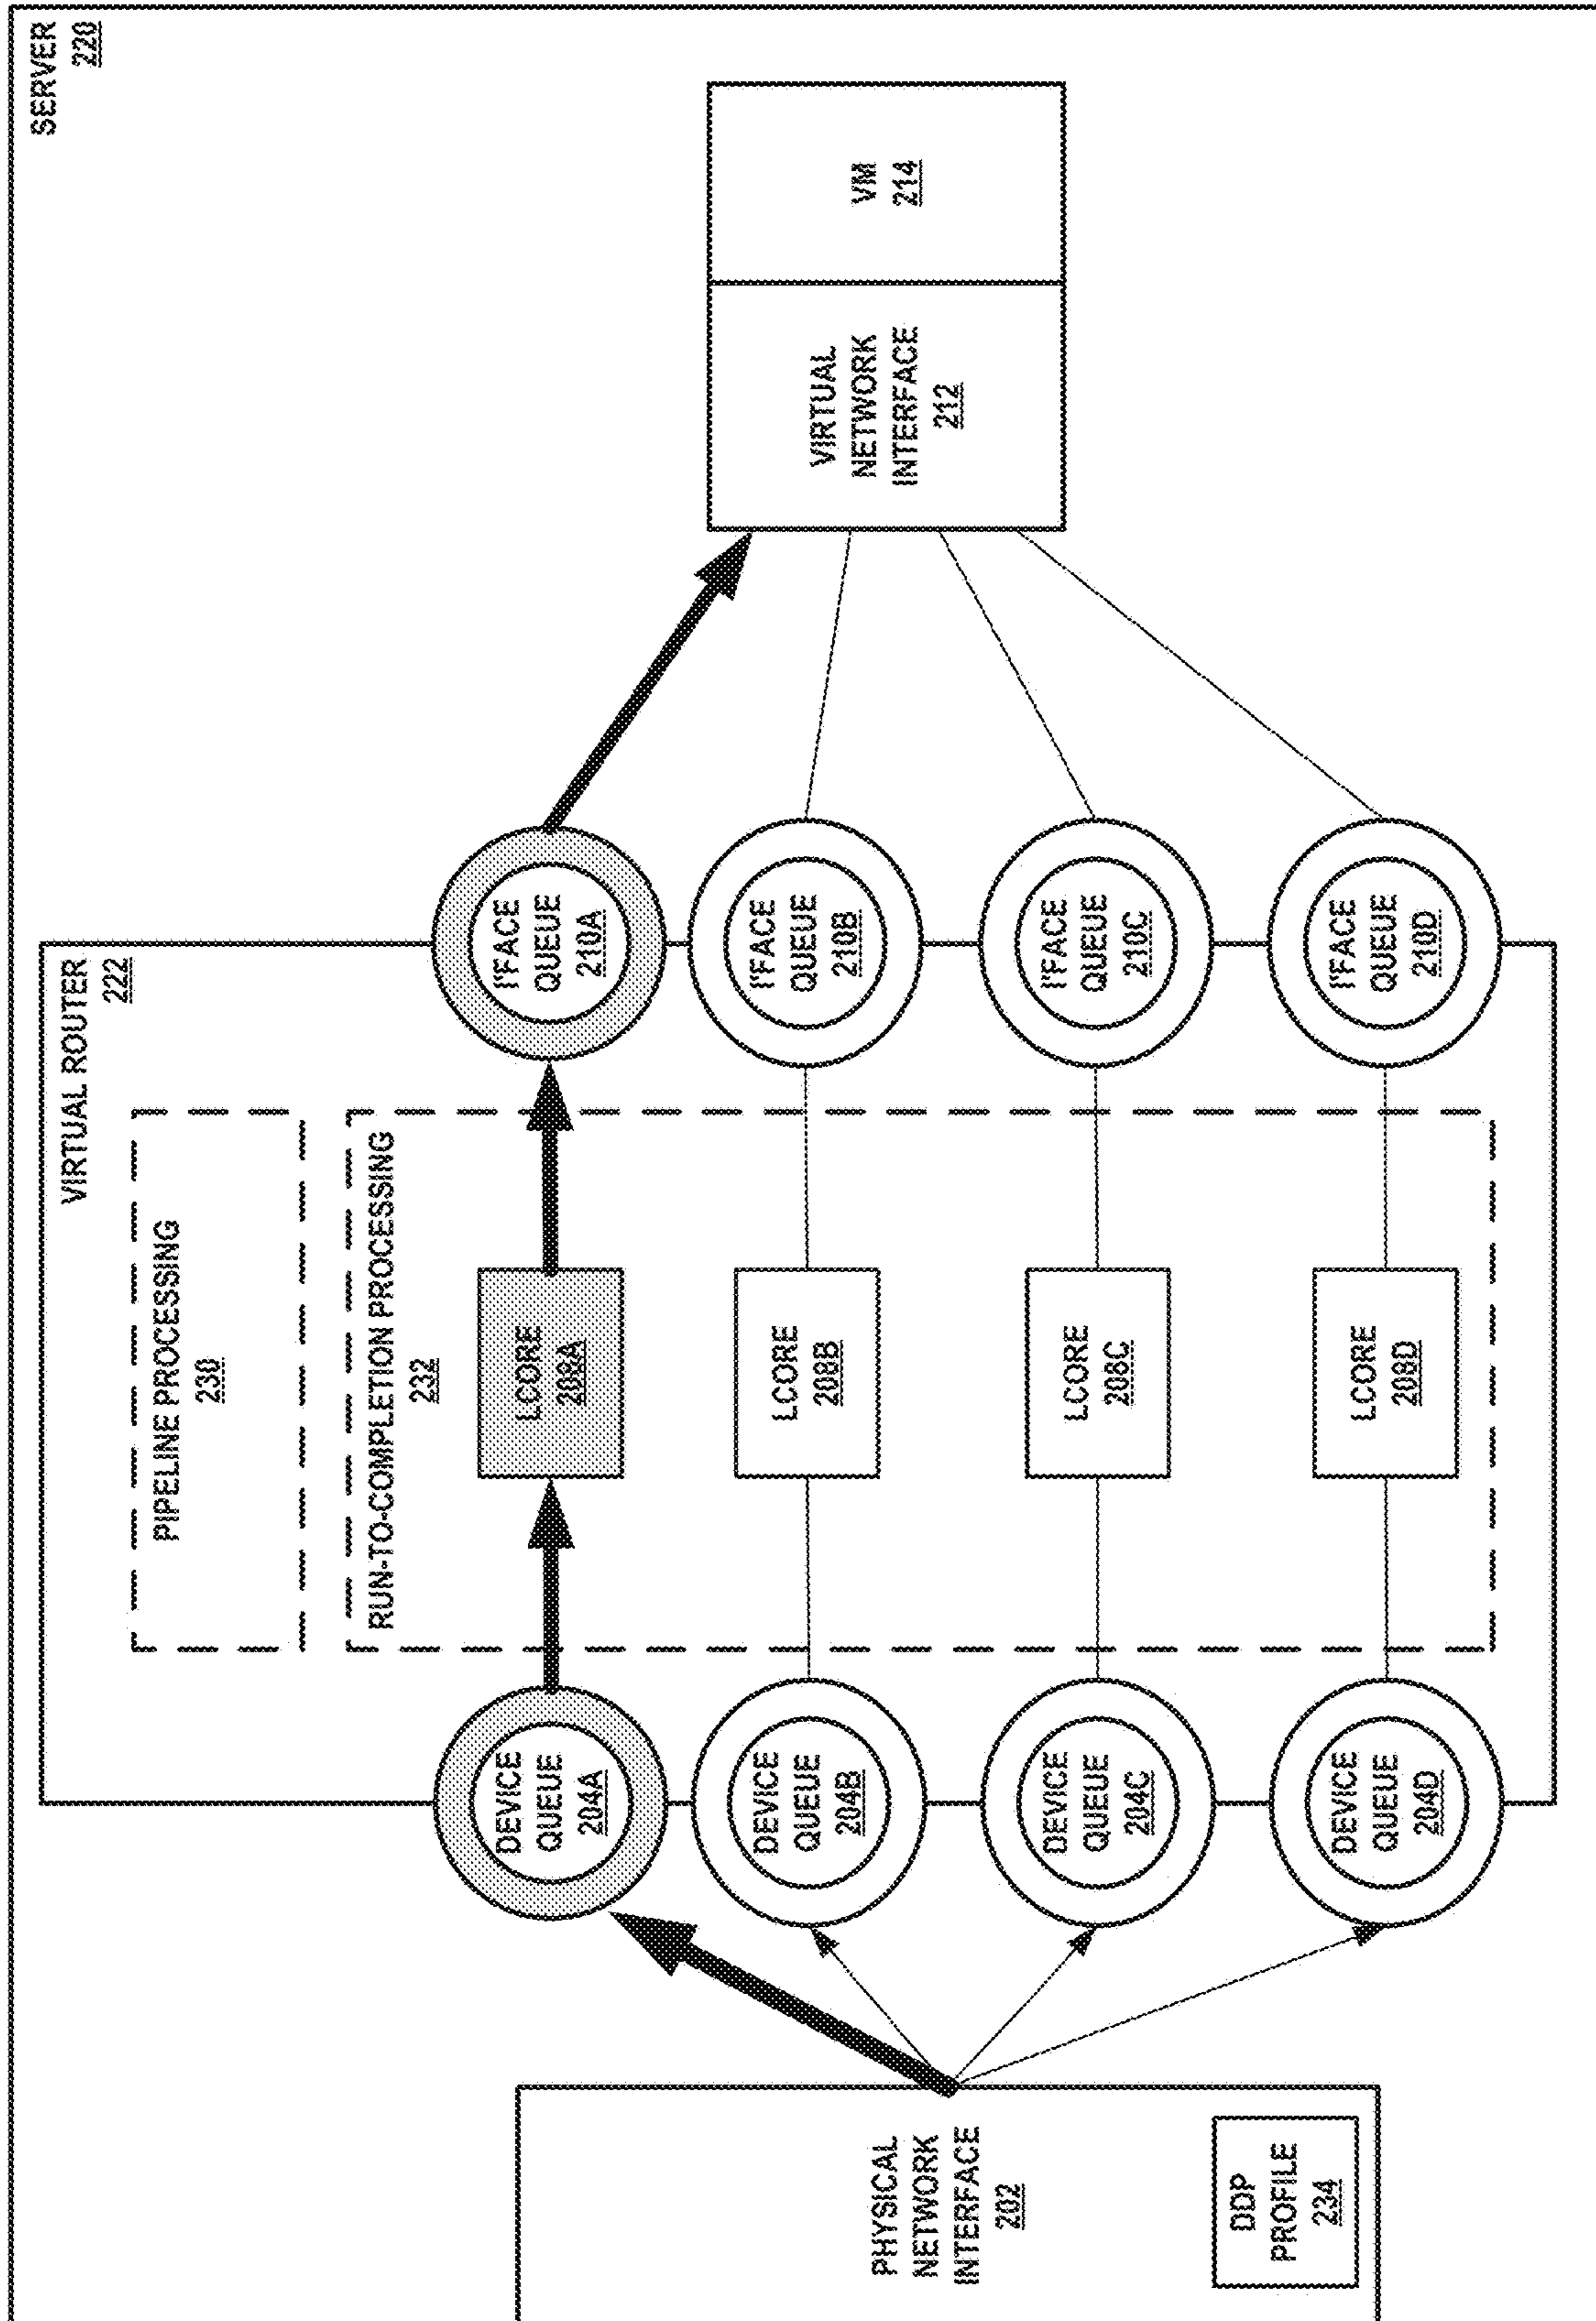 SERVER
220
VIRTUAL ROUTER
222
PIPELINE PROCESSING
230
RUN-TO-COMPLETION PROCESSING
232
PHYSICAL
NETWORK
INTERFACE
202
DDP
PROFILE
234
DEVICE
QUEUE
204A
LCORE
208A
I'FACE
QUEUE
210A
DEVICE
QUEUE
204B
LCORE
208B
I'FACE
QUEUE
210B
DEVICE
QUEUE
204C
LCORE
208C
I'FACE
QUEUE
210C
DEVICE
QUEUE
204D
LCORE
208D
I'FACE
QUEUE
210D
VIRTUAL
NETWORK
INTERFACE
212
VM
214